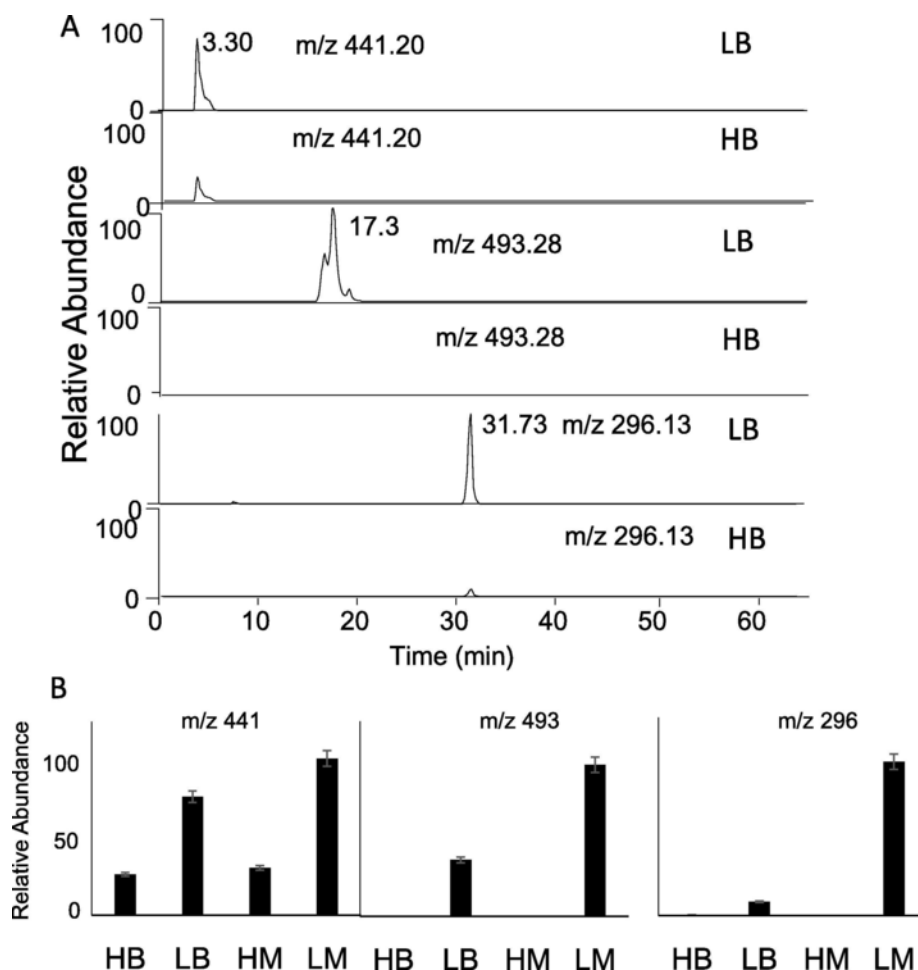 A
Relative Abundance
100
3.30 m/z 441.20 LB
0
100
m/z 441.20 HB
0
100
17.3 m/z 493.28 LB
0
100
m/z 493.28 HB
0
100
31.73 m/z 296.13 LB
0
100
m/z 296.13 HB
0
0 10 20 30 40 50 60
Time (min)
B
Relative Abundance
m/z 441 m/z 493 m/z 296
100
50
0
HB LB HM LM HB LB HM LM HB LB HM LM